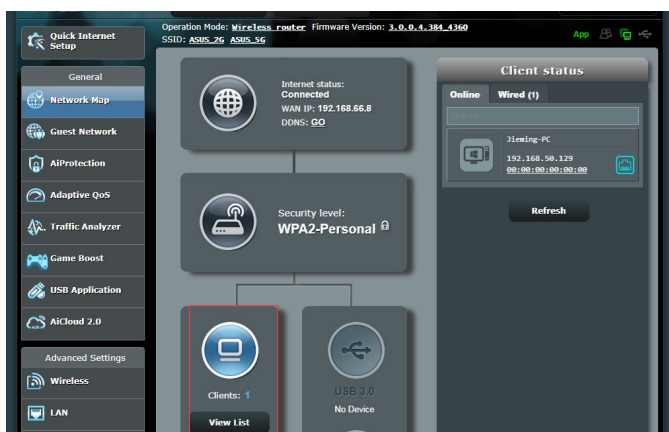 Operation Mode: Wireless router Firmware Version: 3.0.0.4.384_4360
SSID: ASUS_2G ASUS_5G
App
Quick Internet
Setup
General
Network Map
Guest Network
AiProtection
Adaptive QoS
Traffic Analyzer
Game Boost
USB Application
AiCloud 2.0
Advanced Settings
Wireless
LAN
Internet status:
Connected
WAN IP: 192.168.66.8
DDNS: GO
Security level:
WPA2-Personal
Clients: 1
View List
USB 3.0
No Device
Client status
Online Wired (1)
Jieming-PC
192.168.50.129
00:00:00:00:00:00
Refresh